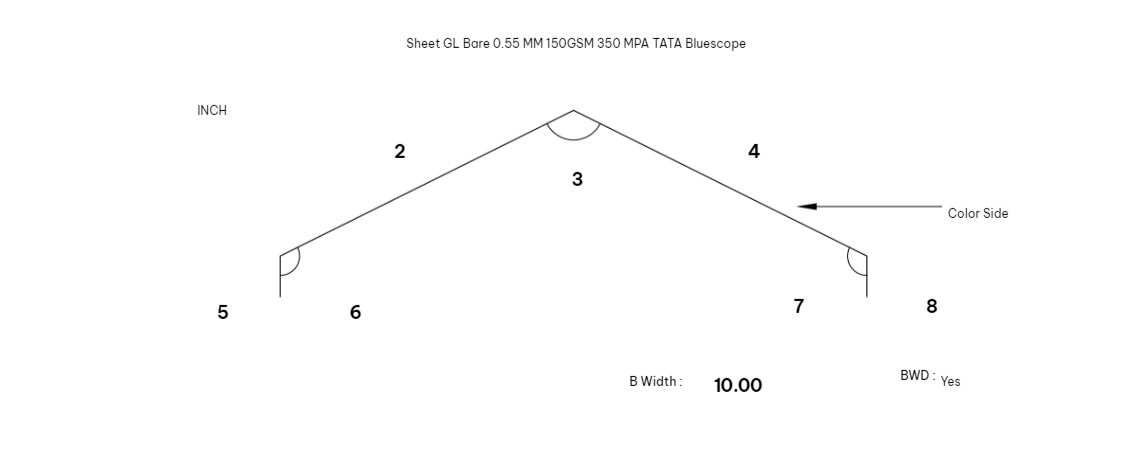 Sheet GL Bare 0.55 MM 150GSM 350 MPA TATA Bluescope
INCH
2
4
3
Color Side
5
6
7
8
B Width : 10.00
BWD : Yes